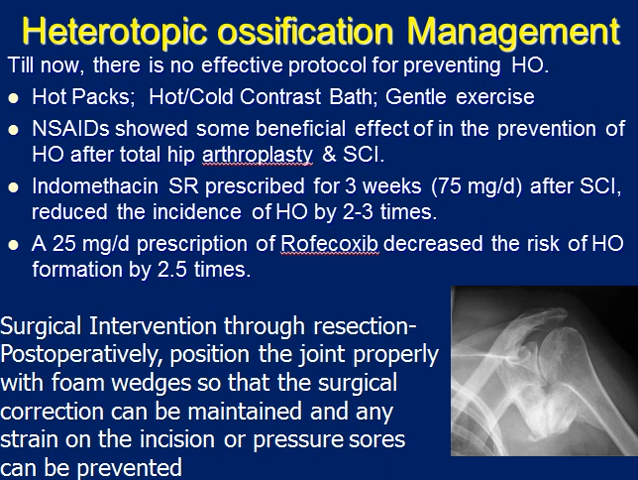 Heterotopic ossification Management
Till now, there is no effective protocol for preventing HO.
● Hot Packs; Hot/Cold Contrast Bath; Gentle exercise
● NSAIDs showed some beneficial effect of in the prevention of
HO after total hip arthroplasty & SCI.
● Indomethacin SR prescribed for 3 weeks (75 mg/d) after SCI,
reduced the incidence of HO by 2-3 times.
● A 25 mg/d prescription of Rofecoxib decreased the risk of HO
formation by 2.5 times.
Surgical Intervention through resection-
Postoperatively, position the joint properly
with foam wedges so that the surgical
correction can be maintained and any
strain on the incision or pressure sores
can be prevented